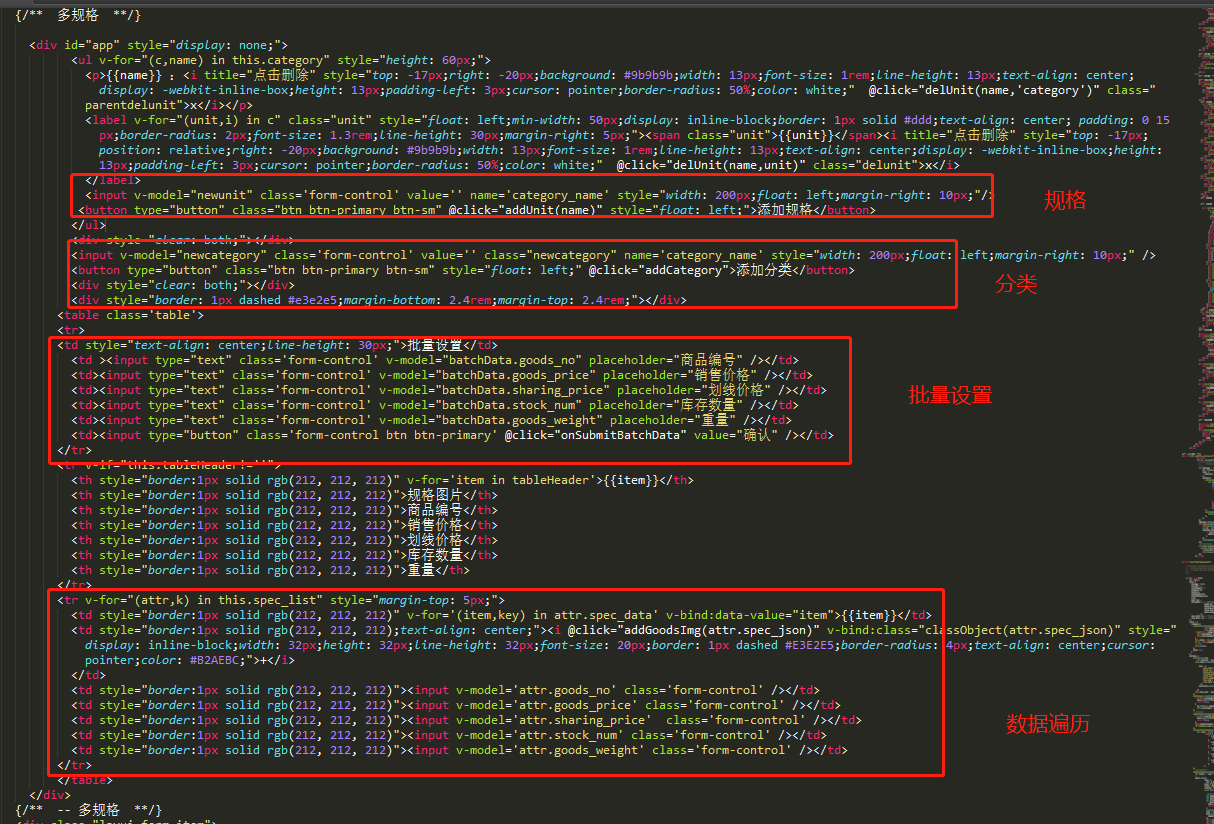 {/**  多规格  **/}
<div id="app" style="display: none;">
<ul v-for="(c,name) in this.category" style="height: 60px;">
<p>{{name}} ：<i title="点击删除" style="top: -17px;right: -20px;background: #9b9b9b;width: 13px;font-size: 1rem;line-height: 13px;text-align: center;
display: -webkit-inline-box;height: 13px;padding-left: 3px;cursor: pointer;border-radius: 50%;color: white;"  @click="delUnit(name,'category')" class="
parentdelunit">x</i></p>
<label v-for="(unit,i) in c" class="unit" style="float: left;min-width: 50px;display: inline-block;border: 1px solid #ddd;text-align: center; padding: 0 15
px;border-radius: 2px;font-size: 1.3rem;line-height: 30px;margin-right: 5px;"><span class="unit">{{unit}}</span><i title="点击删除" style="top: -17px;
position: relative;right: -20px;background: #9b9b9b;width: 13px;font-size: 1rem;line-height: 13px;text-align: center;display: -webkit-inline-box;height:
13px;padding-left: 3px;cursor: pointer;border-radius: 50%;color: white;"  @click="delUnit(name,unit)" class="delunit">x</i>
</label>
<input v-model="newunit" class='form-control' value='' name='category_name' style="width: 200px;float: left;margin-right: 10px;"/>
<button type="button" class="btn btn-primary btn-sm" @click="addUnit(name)" style="float: left;">添加规格</button>
规格
</ul>
<div style="clear: both;"></div>
<input v-model="newcategory" class='form-control' value='' class="newcategory" name='category_name' style="width: 200px;float: left;margin-right: 10px;" />
<button type="button" class="btn btn-primary btn-sm" style="float: left;" @click="addCategory">添加分类</button>
<div style="clear: both;"></div>
分类
<div style="border: 1px dashed #e3e2e5;margin-bottom: 2.4rem;margin-top: 2.4rem;"></div>
<table class='table'>
<tr>
<td style="text-align: center;line-height: 30px;">批量设置</td>
<td ><input type="text" class='form-control' v-model="batchData.goods_no" placeholder="商品编号" /></td>
<td><input type="text" class='form-control' v-model="batchData.goods_price" placeholder="销售价格" /></td>
<td><input type="text" class='form-control' v-model="batchData.sharing_price" placeholder="划线价格" /></td>
批量设置
<td><input type="text" class='form-control' v-model="batchData.stock_num" placeholder="库存数量" /></td>
<td><input type="text" class='form-control' v-model="batchData.goods_weight" placeholder="重量" /></td>
<td><input type="button" class='form-control btn btn-primary' @click="onSubmitBatchData" value="确认" /></td>
</tr>
<tr v-if="this.tableHeader!=''">
<th style="border:1px solid rgb(212, 212, 212)" v-for='item in tableHeader'>{{item}}</th>
<th style="border:1px solid rgb(212, 212, 212)">规格图片</th>
<th style="border:1px solid rgb(212, 212, 212)">商品编号</th>
<th style="border:1px solid rgb(212, 212, 212)">销售价格</th>
<th style="border:1px solid rgb(212, 212, 212)">划线价格</th>
<th style="border:1px solid rgb(212, 212, 212)">库存数量</th>
<th style="border:1px solid rgb(212, 212, 212)">重量</th>
</tr>
<tr v-for="(attr,k) in this.spec_list" style="margin-top: 5px;">
<td style="border:1px solid rgb(212, 212, 212)" v-for='(item,key) in attr.spec_data' v-bind:data-value="item">{{item}}</td>
<td style="border:1px solid rgb(212, 212, 212);text-align: center;"><i @click="addGoodsImg(attr.spec_json)" v-bind:class="classObject(attr.spec_json)" style="
display: inline-block;width: 32px;height: 32px;line-height: 32px;font-size: 20px;border: 1px dashed #E3E2E5;border-radius: 4px;text-align: center;cursor:
pointer;color: #B2AEBC;">+</i>
</td>
<td style="border:1px solid rgb(212, 212, 212)"><input v-model='attr.goods_no' class='form-control' /></td>
<td style="border:1px solid rgb(212, 212, 212)"><input v-model='attr.goods_price' class='form-control' /></td>
<td style="border:1px solid rgb(212, 212, 212)"><input v-model='attr.sharing_price'  class='form-control' /></td>
数据遍历
<td style="border:1px solid rgb(212, 212, 212)"><input v-model='attr.stock_num' class='form-control' /></td>
<td style="border:1px solid rgb(212, 212, 212)"><input v-model='attr.goods_weight' class='form-control' /></td>
</tr>
</table>
</div>
{/**  -- 多规格  **/}